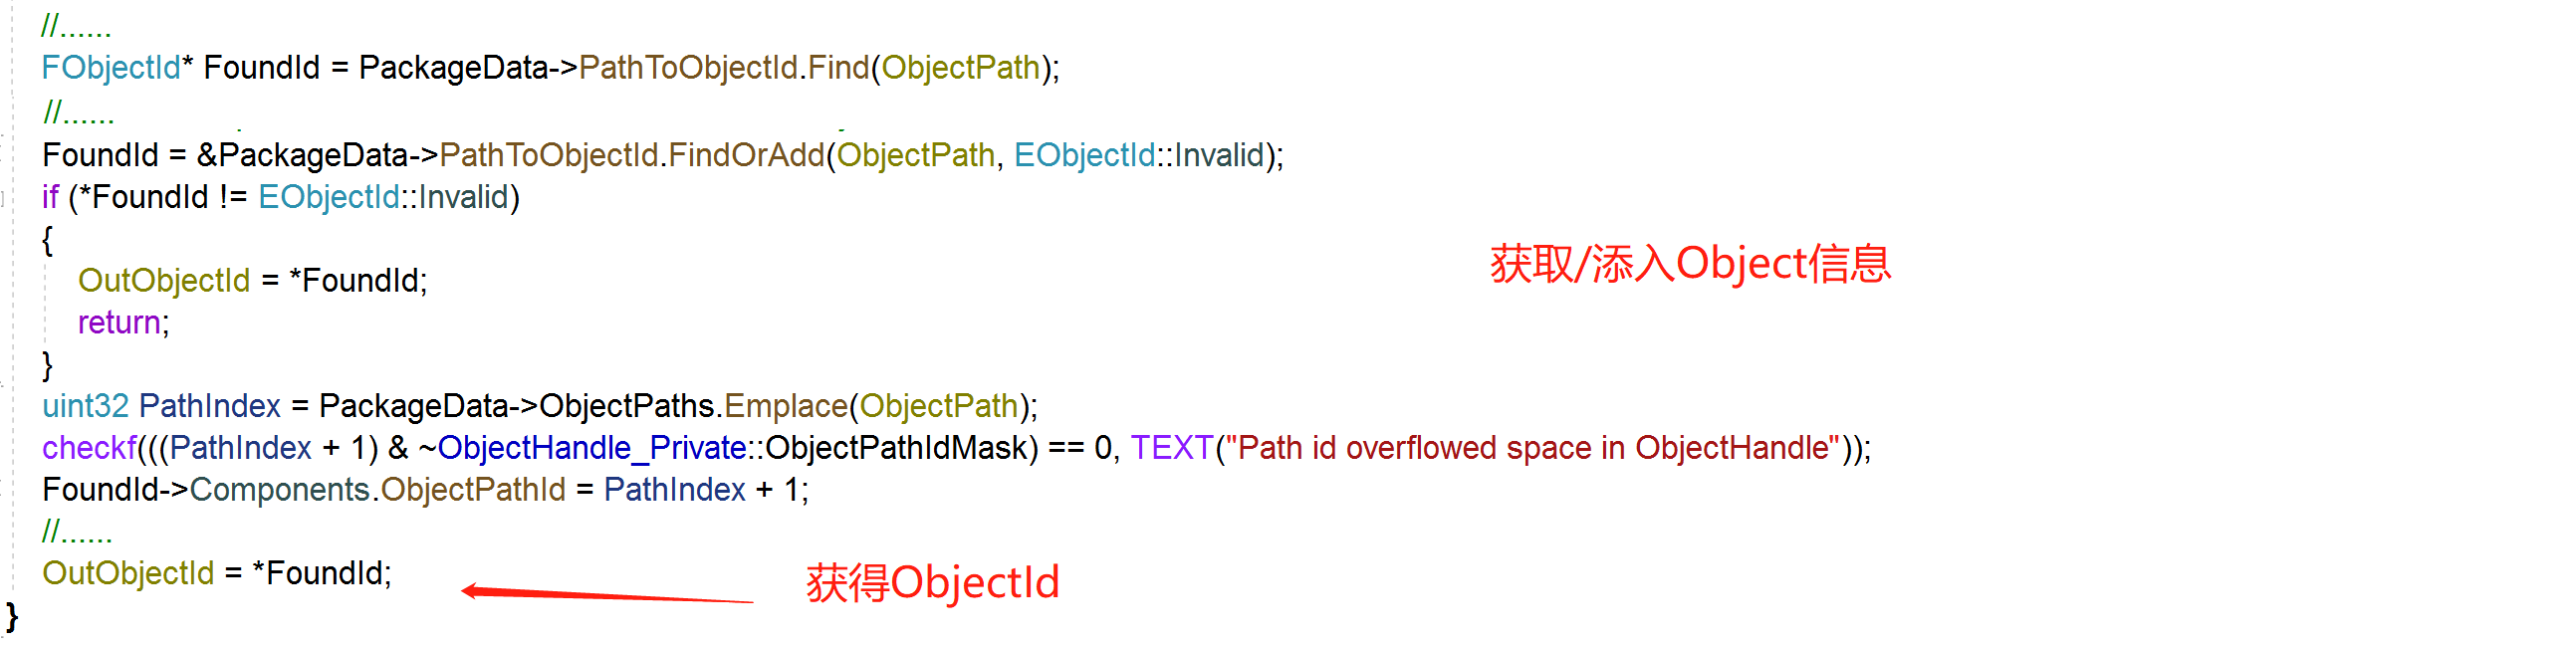 //......
FObjectId* FoundId = PackageData->PathToObjectId.Find(ObjectPath);
//......
FoundId = &PackageData->PathToObjectId.FindOrAdd(ObjectPath, EObjectId::Invalid);
if (*FoundId != EObjectId::Invalid)
{
获取/添入Object信息
OutObjectId = *FoundId;
return;
}
uint32 PathIndex = PackageData->ObjectPaths.Emplace(ObjectPath);
checkf(((PathIndex + 1) & ~ObjectHandle_Private::ObjectPathIdMask) == 0, TEXT("Path id overflowed space in ObjectHandle"));
FoundId->Components.ObjectPathId = PathIndex + 1;
//......
OutObjectId = *FoundId;
获得ObjectId
}